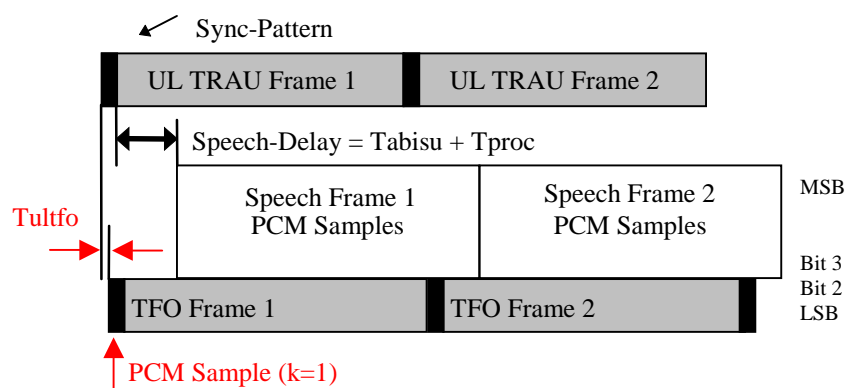 Sync-Pattern
UL TRAU Frame 1
UL TRAU Frame 2
Speech-Delay = Tabisu + Tproc
Speech Frame 1
PCM Samples
Speech Frame 2
PCM Samples
MSB
Tultfo
Bit 3
Bit 2
LSB
TFO Frame 1
TFO Frame 2
PCM Sample (k=1)